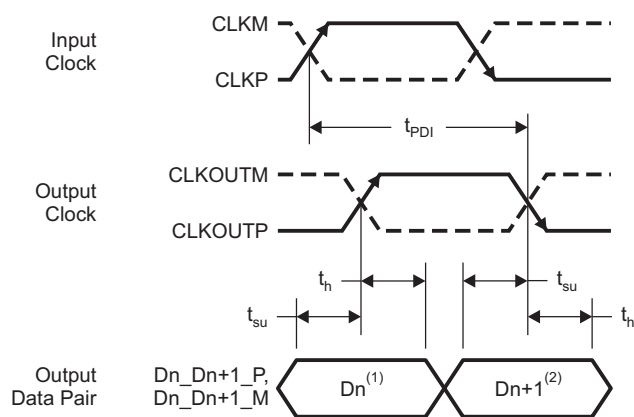 Input
Clock
CLKM
CLKP
t_PDI
Output
Clock
CLKOUTM
CLKOUTP
t_su
t_h
t_su
t_h
Output
Data Pair
Dn_Dn+1_P,
Dn_Dn+1_M
Dn(1)
Dn+1(2)